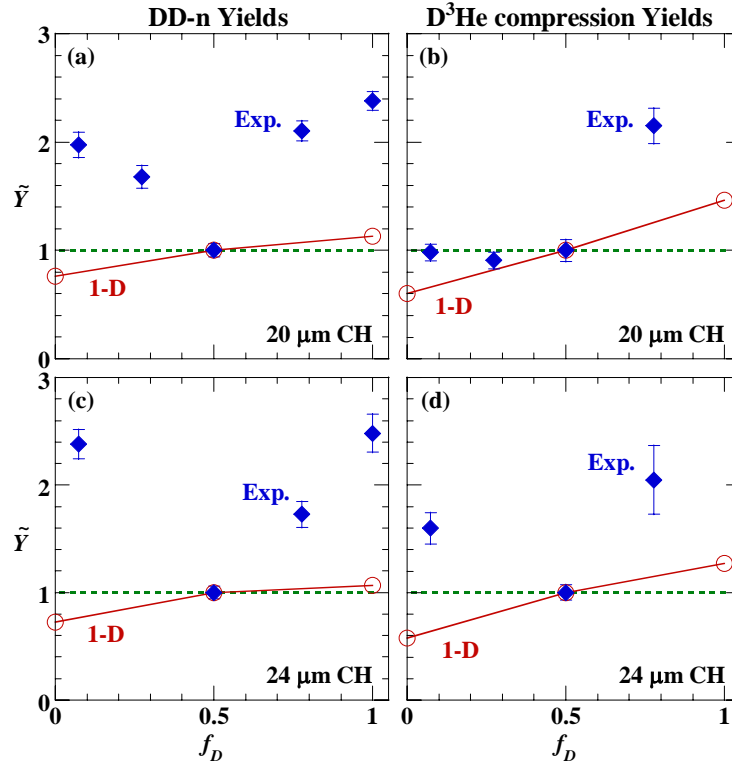 DD-n Yields
D³He compression Yields
3
(a)
(b)
Exp.
Exp.
2
Ỹ
1
1-D
1-D
20 μm CH
20 μm CH
0
3
(c)
(d)
Exp.
Exp.
2
Ỹ
1
1-D
1-D
24 μm CH
24 μm CH
0
0 0.5 1
0 0.5 1
f_D
f_D